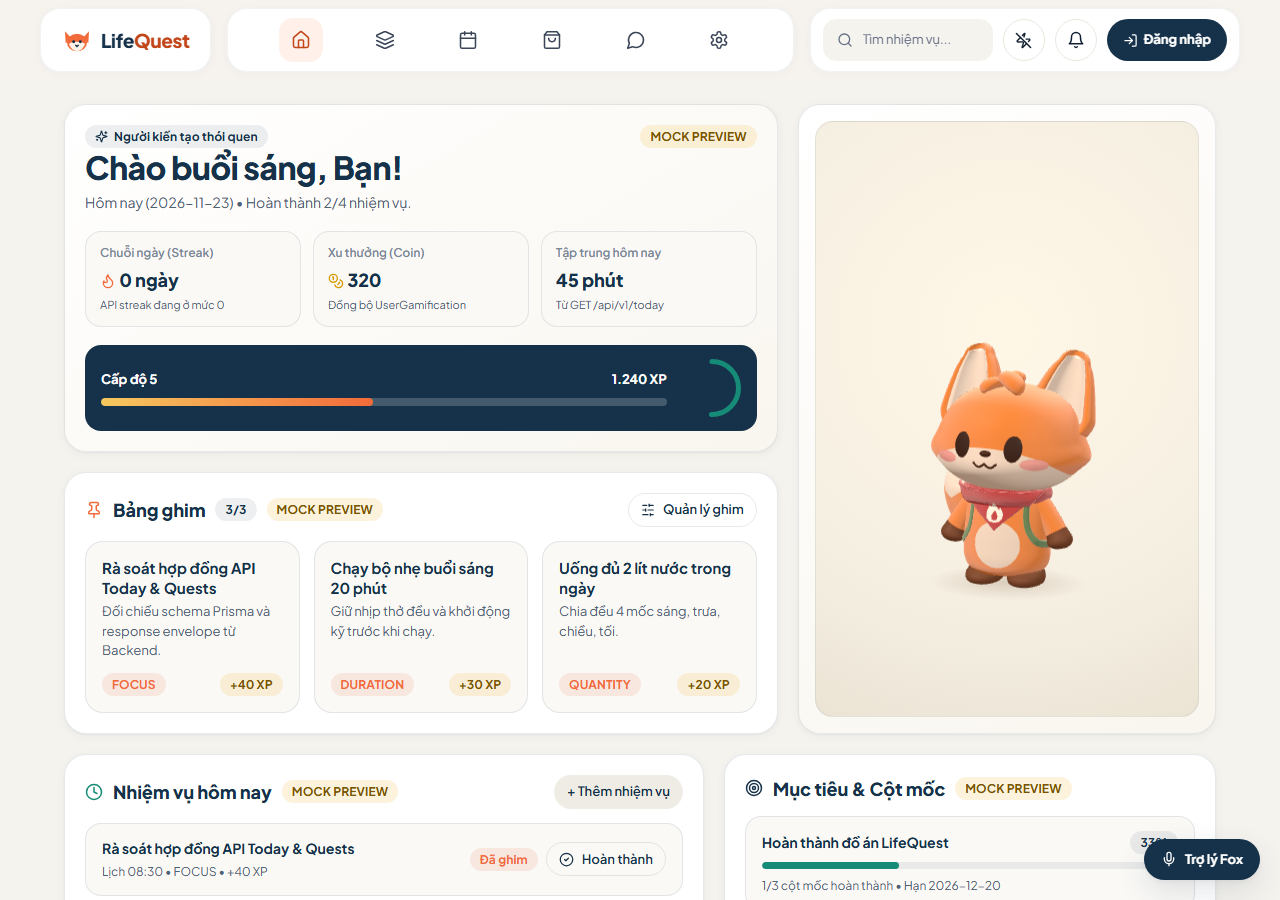 LifeQuest
Tìm nhiệm vụ...
Đăng nhập
Người kiến tạo thói quen
MOCK PREVIEW
Chào buổi sáng, Bạn!
Hôm nay (2026-11-23) • Hoàn thành 2/4 nhiệm vụ.
Chuỗi ngày (Streak)
0 ngày
API streak đang ở mức 0
Xu thưởng (Coin)
320
Đồng bộ UserGamification
Tập trung hôm nay
45 phút
Từ GET /api/v1/today
Cấp độ 5
1.240 XP
Bảng ghim
3/3
MOCK PREVIEW
Quản lý ghim
Rà soát hợp đồng API
Today & Quests
Đối chiếu schema Prisma và
response envelope từ
Backend.
FOCUS
+40 XP
Chạy bộ nhẹ buổi sáng
20 phút
Giữ nhịp thở đều và khởi động
kỹ trước khi chạy.
DURATION
+30 XP
Uống đủ 2 lít nước trong
ngày
Chia đều 4 mốc sáng, trưa,
chiều, tối.
QUANTITY
+20 XP
Nhiệm vụ hôm nay
MOCK PREVIEW
+ Thêm nhiệm vụ
Rà soát hợp đồng API Today & Quests
Lịch 08:30 • FOCUS • +40 XP
Đã ghim
Hoàn thành
Mục tiêu & Cột mốc
MOCK PREVIEW
Hoàn thành đồ án LifeQuest
1/3 cột mốc hoàn thành • Hạn 2026-12-20
Trợ lý Fox